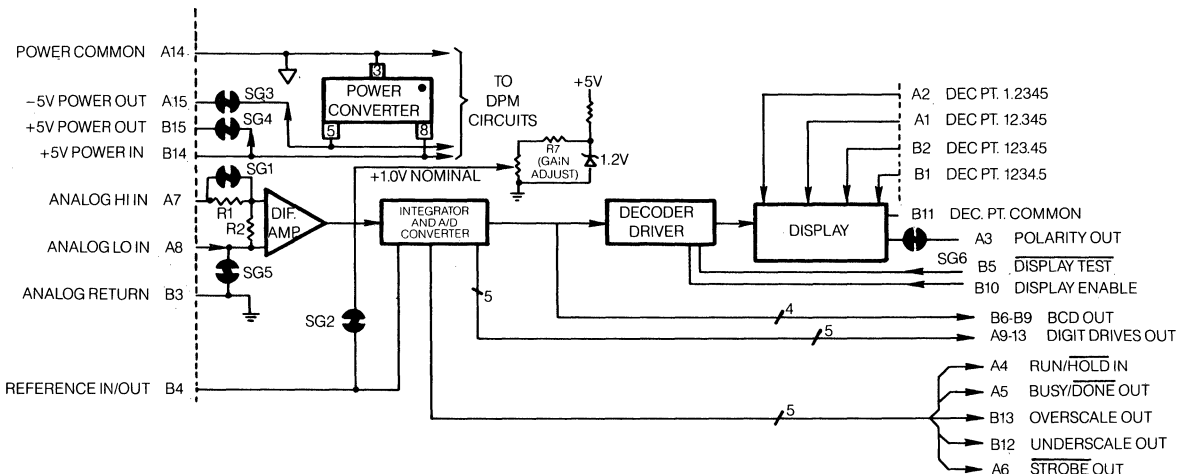 POWER COMMON A14
-5V POWER OUT A15
+5V POWER OUT B15
+5V POWER IN B14
ANALOG HI IN A7
ANALOG LO IN A8
ANALOG RETURN B3
REFERENCE IN/OUT B4
SG3
SG4
SG1
R1
R2
SG5
DIF.
AMP
3
POWER
CONVERTER
5
8
TO
DPM
CIRCUITS
+5V
R7
(GAIN
ADJUST)
1.2V
+1.0V NOMINAL
SG2
INTEGRATOR
AND A/D
CONVERTER
5
DECODER
DRIVER
DISPLAY
A2 DEC PT. 1.2345
A1 DEC PT. 12.345
B2 DEC PT. 123.45
B1 DEC PT. 1234.5
B11 DEC. PT. COMMON
A3 POLARITY OUT
SG6
B5 DISPLAY TEST
B10 DISPLAY ENABLE
4
B6-B9 BCD OUT
5
A9-13 DIGIT DRIVES OUT
5
A4 RUN/HOLD IN
A5 BUSY/DONE OUT
B13 OVERSCALE OUT
B12 UNDERSCALE OUT
A6 STROBE OUT